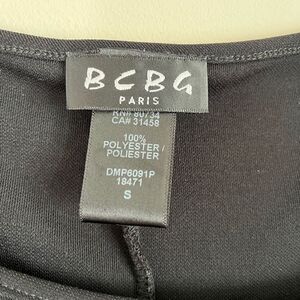 BCBG
PARIS
RN# 80734
CA# 31458
100%
POLYESTER /
POLIESTER
DMP6091P
18471
S